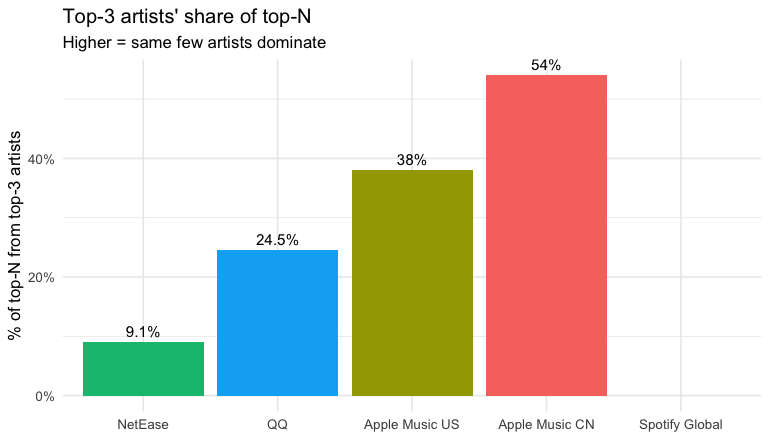 Top-3 artists' share of top-N
Higher = same few artists dominate
% of top-N from top-3 artists
54%
38%
24.5%
9.1%
40%
20%
0%
NetEase
QQ
Apple Music US
Apple Music CN
Spotify Global